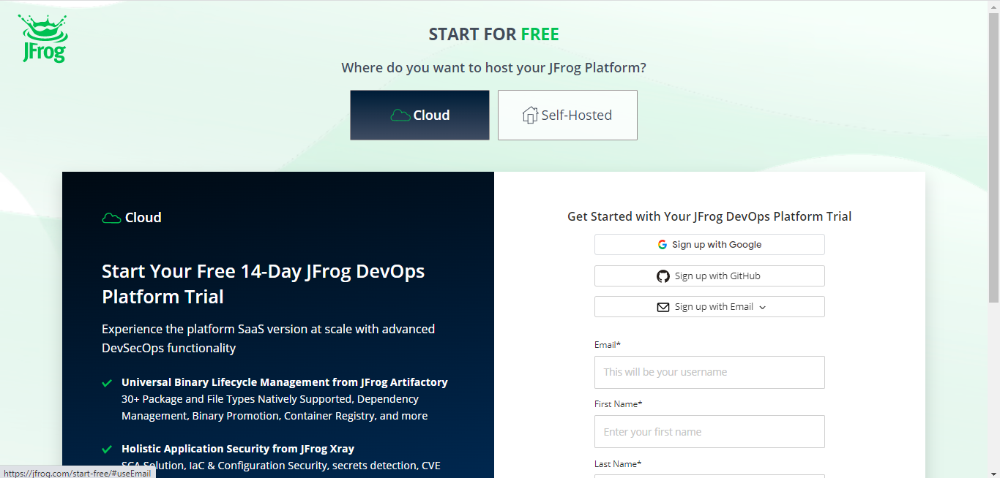 JFrog
START FOR FREE
Where do you want to host your JFrog Platform?
Cloud
Self-Hosted
Cloud
Start Your Free 14-Day JFrog DevOps
Platform Trial
Experience the platform SaaS version at scale with advanced
DevSecOps functionality
Universal Binary Lifecycle Management from JFrog Artifactory
30+ Package and File Types Natively Supported, Dependency
Management, Binary Promotion, Container Registry, and more
Holistic Application Security from JFrog Xray
SCA Solution, IaC & Configuration Security, secrets detection, CVE
Get Started with Your JFrog DevOps Platform Trial
Sign up with Google
Sign up with GitHub
Sign up with Email
Email*
This will be your username
First Name*
Enter your first name
Last Name*
https://jfrog.com/start-free/#useEmail